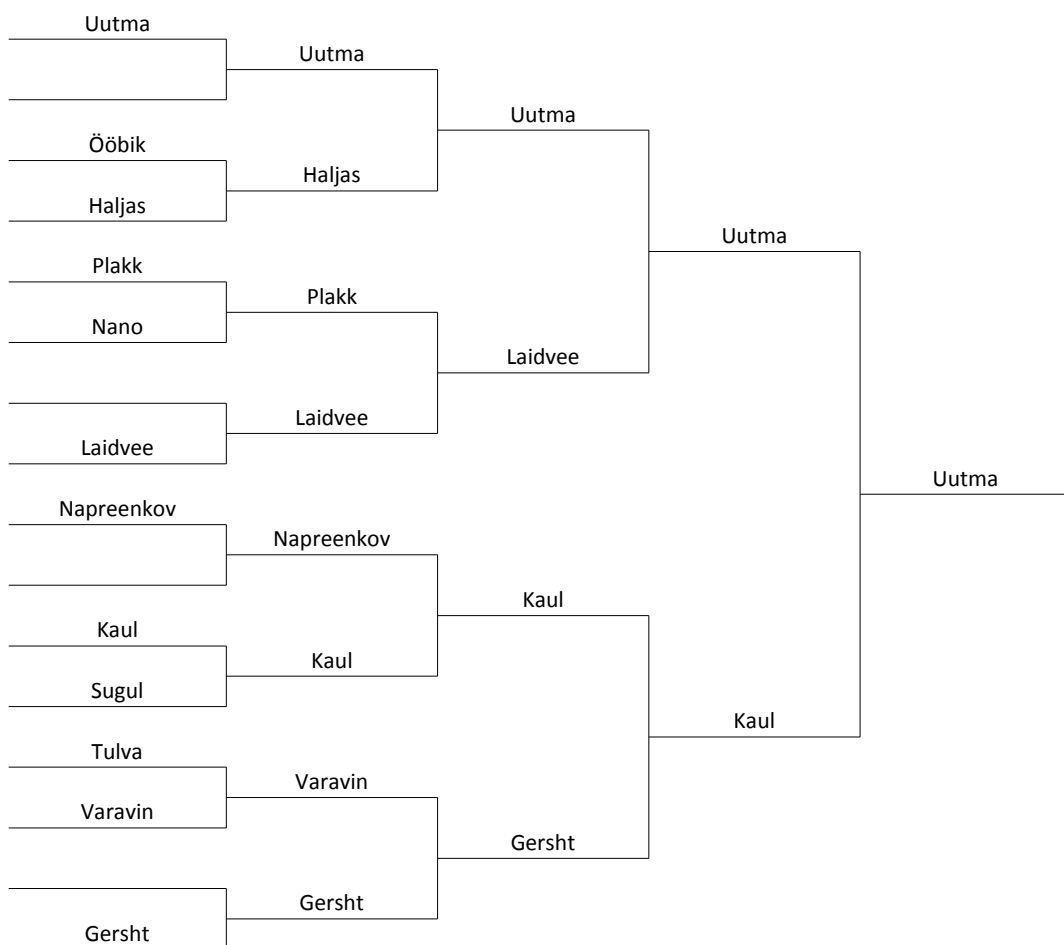 Uutma
Uutma
Uutma
Ööbik
Haljas
Haljas
Uutma
Plakk
Plakk
Nano
Laidvee
Laidvee
Laidvee
Uutma
Napreenkov
Napreenkov
Kaul
Kaul
Kaul
Sugul
Kaul
Tulva
Varavin
Varavin
Gersht
Gersht
Gersht